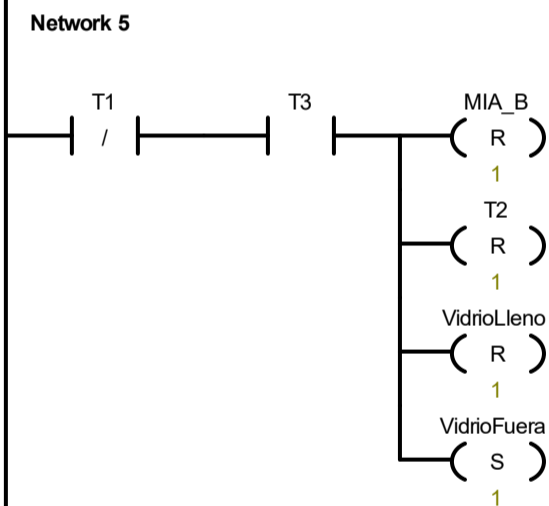 Network 5
T1 T3 MIA_B
/ R
1
T2
R
1
VidrioLleno
R
1
VidrioFuera
S
1